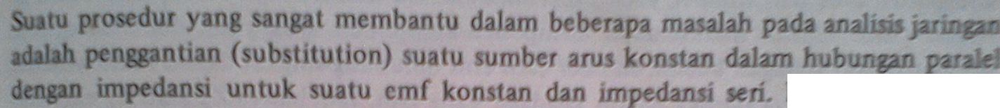 Suatu prosedur yang sangat membantu dalam beberapa masalah pada analisis jaringan
adalah penggantian (substitution) suatu sumber arus konstan dalam hubungan paralel
dengan impedansi untuk suatu emf konstan dan impedansi seri.